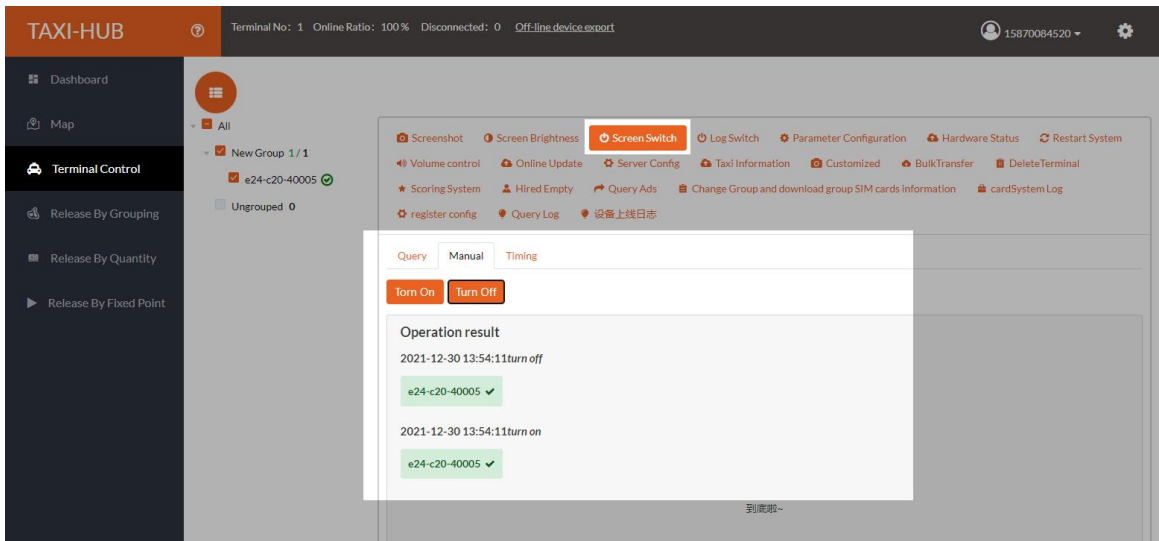 TAXI-HUB
Terminal No: 1 Online Ratio: 100 % Disconnected: 0 Off-line device export
15870084520
Dashboard
Map
Terminal Control
Release By Grouping
Release By Quantity
Release By Fixed Point
All
New Group 1 / 1
e24-c20-40005
Ungrouped 0
Screenshot Screen Brightness Screen Switch Log Switch Parameter Configuration Hardware Status Restart System
Volume control Online Update Server Config Taxi Information Customized BulkTransfer DeleteTerminal
Scoring System Hired Empty Query Ads Change Group and download group SIM cards information cardSystem Log
register config Query Log 设备上线日志
Query Manual Timing
Torn On Turn Off
Operation result
2021-12-30 13:54:11turn off
e24-c20-40005 ✔
2021-12-30 13:54:11turn on
e24-c20-40005 ✔
到底啦~